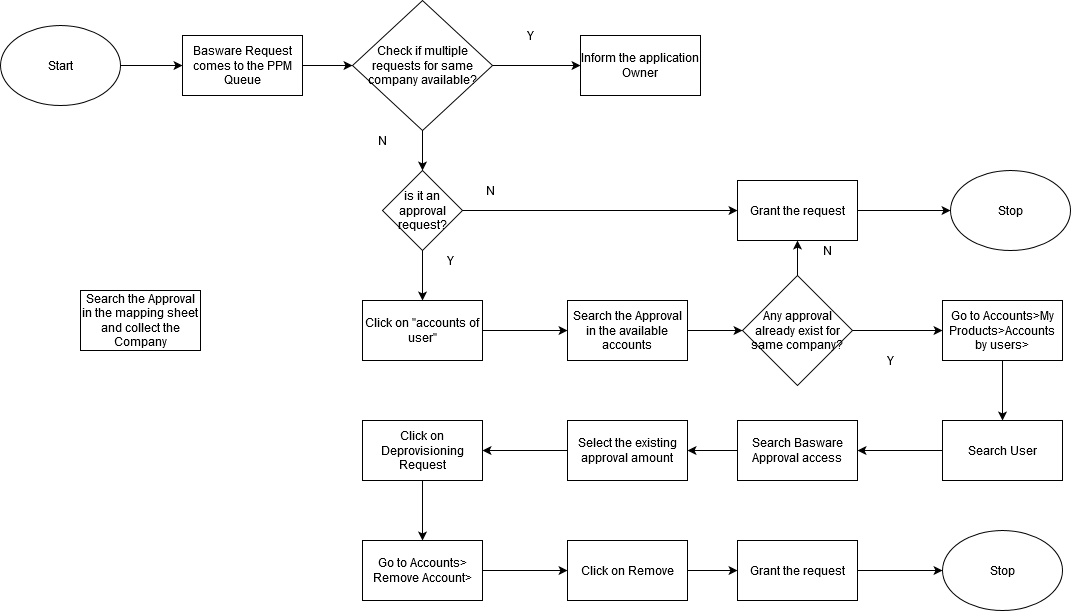 Start
Basware Request
comes to the PPM
Queue
Check if multiple
requests for same
company available?
Y
Inform the application
Owner
N
is it an
approval
request?
N
Grant the request
Stop
Y
N
Search the Approval
in the mapping sheet
and collect the
Company
Click on "accounts of
user"
Search the Approval
in the available
accounts
Any approval
already exist for
same company?
Y
Go to Accounts>My
Products>Accounts
by users>
Click on
Deprovisioning
Request
Select the existing
approval amount
Search Basware
Approval access
Search User
Go to Accounts>
Remove Account>
Click on Remove
Grant the request
Stop